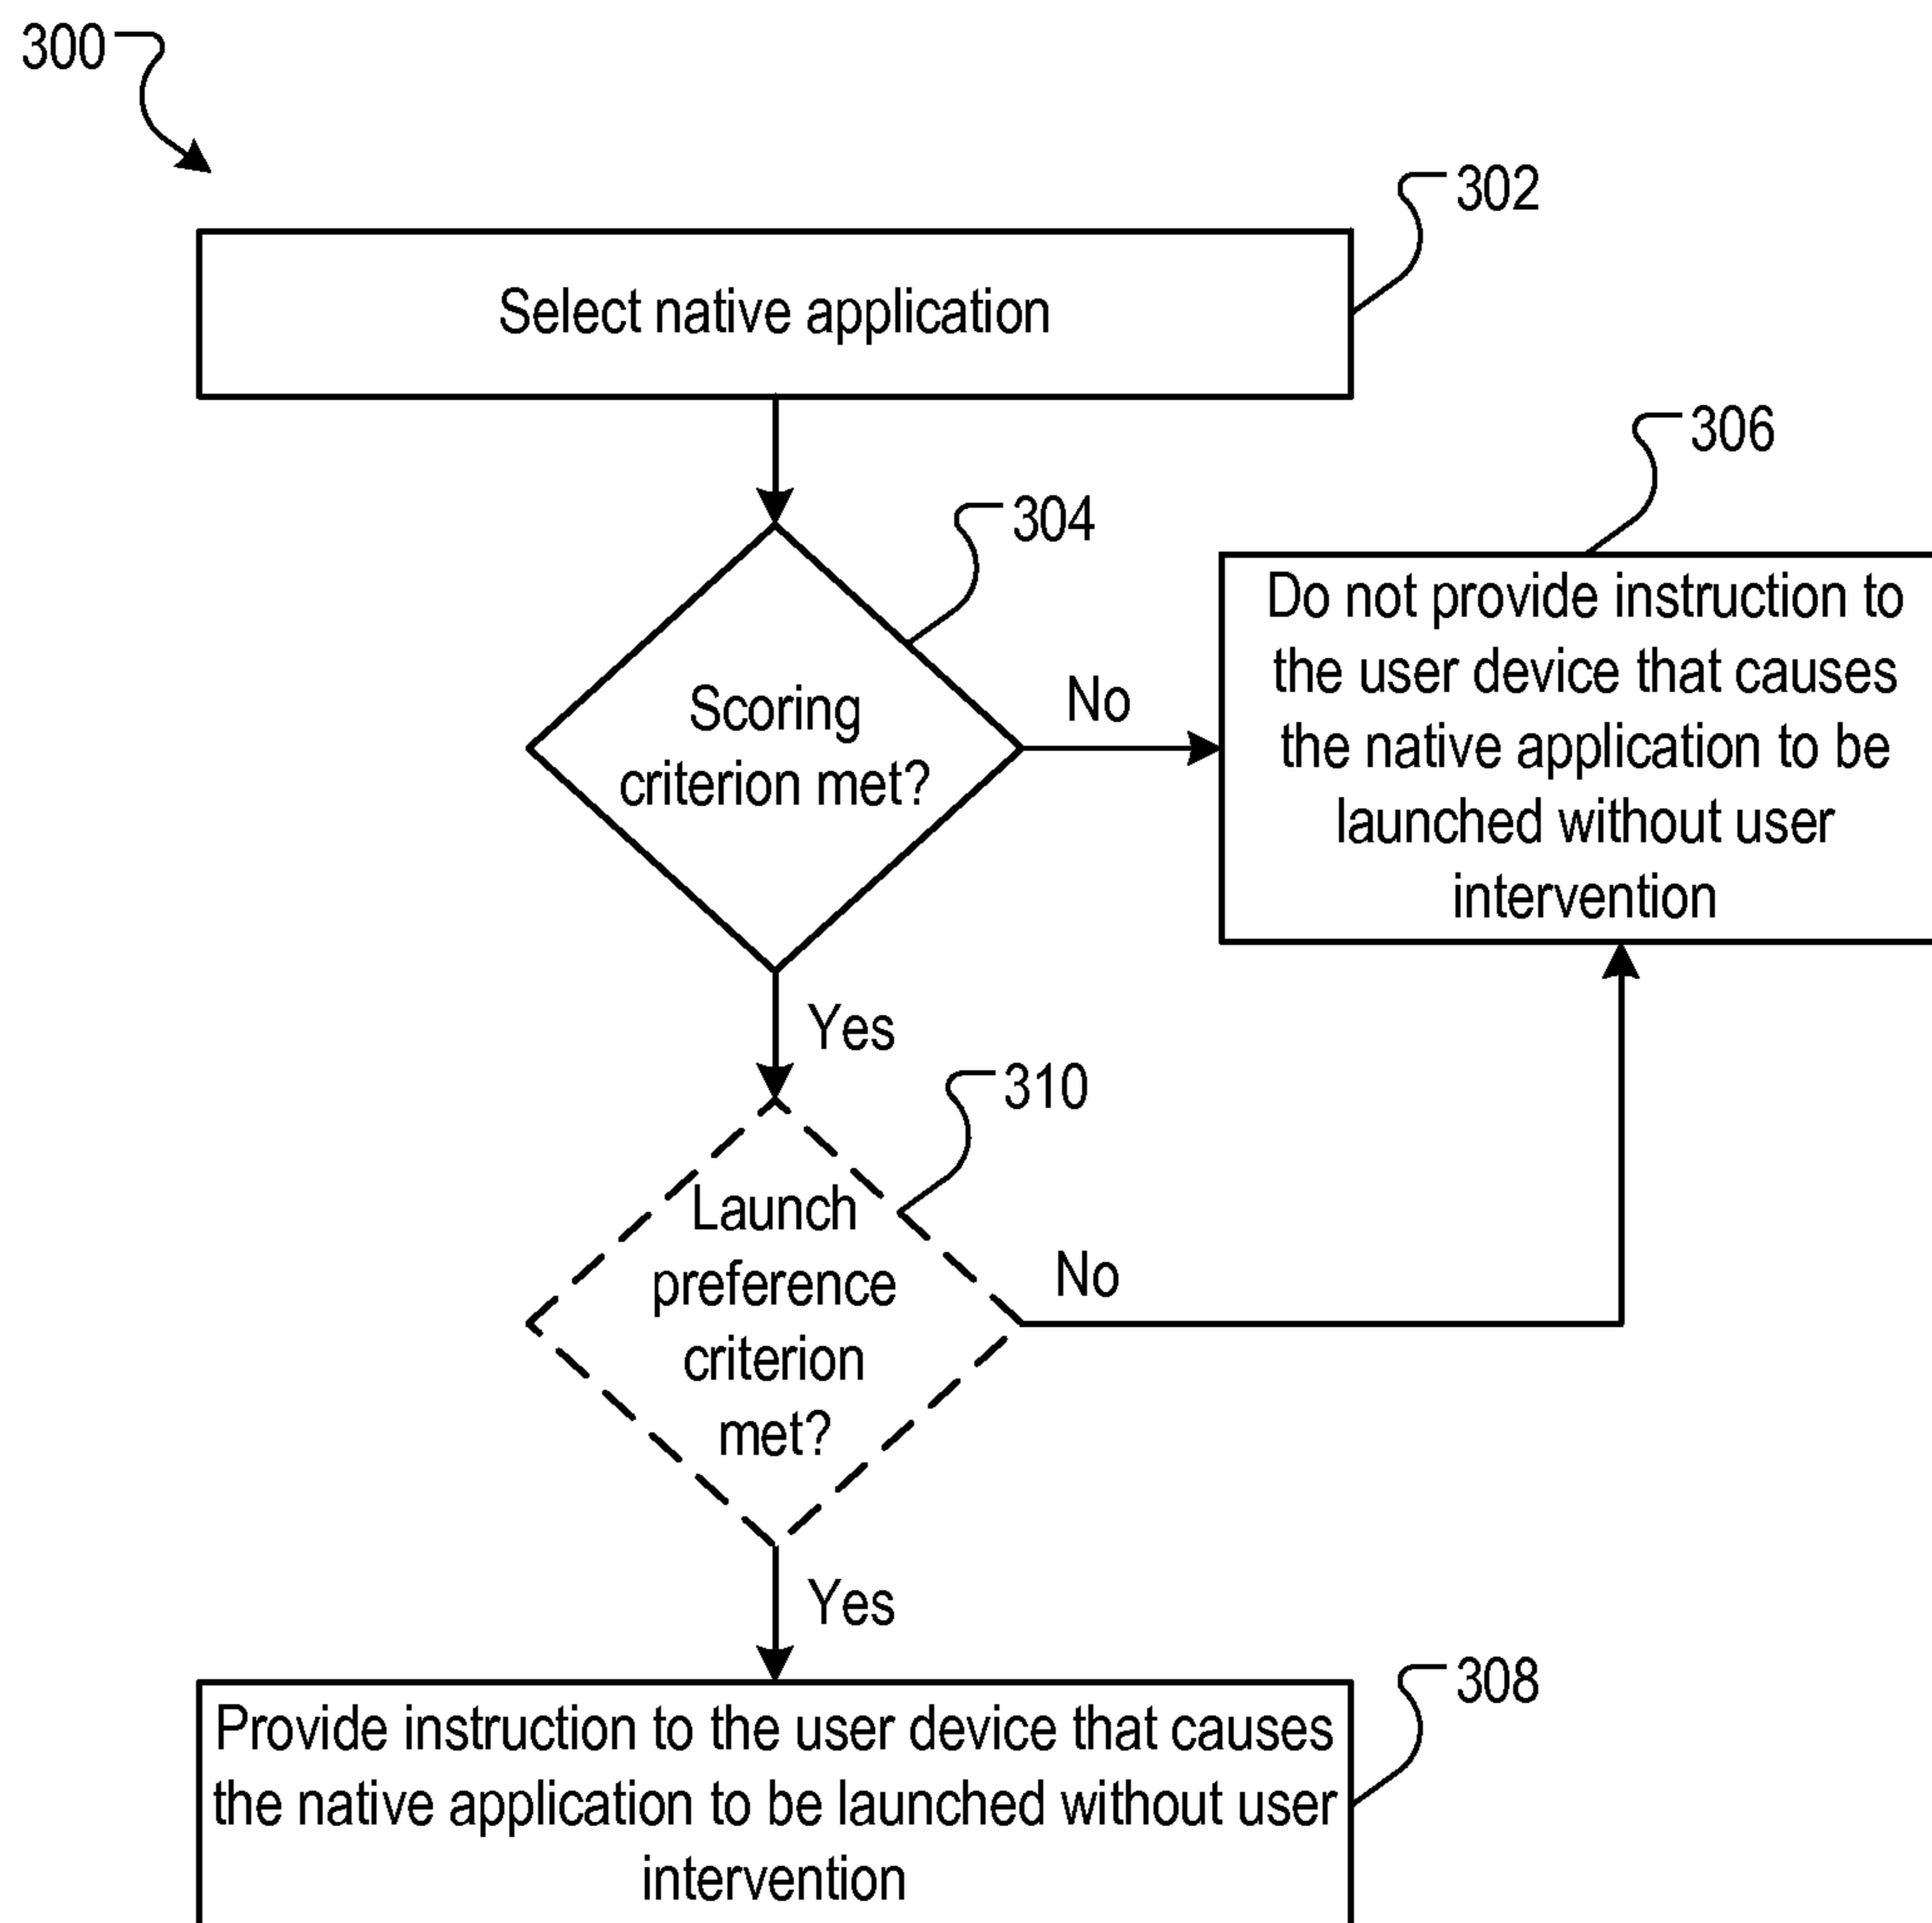 300
302
Select native application
306
304
Do not provide instruction to
the user device that causes
the native application to be
launched without user
intervention
No
Scoring
criterion met?
Yes
310
Launch
preference
criterion
met?
No
Yes
308
Provide instruction to the user device that causes
the native application to be launched without user
intervention